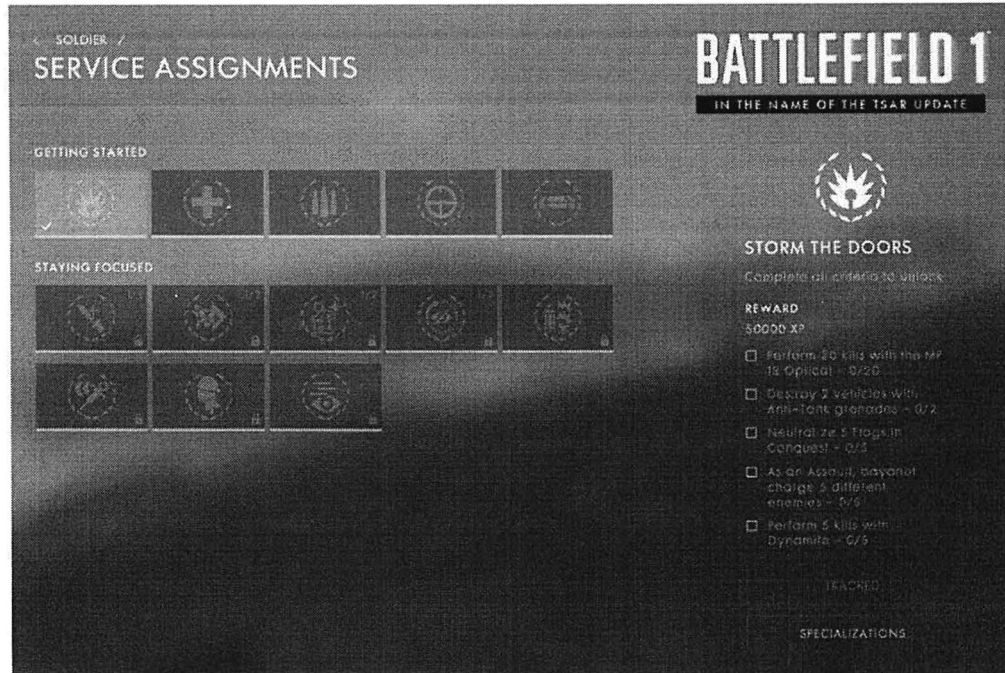 < SOLDIER /
SERVICE ASSIGNMENTS
BATTLEFIELD 1
IN THE NAME OF THE TSAR UPDATE
GETTING STARTED
STAYING FOCUSED
STORM THE DOORS
Complete all criteria to unlock
REWARD
50000 XP
Perform 20 kills with the MP
18 Optical - 0/20
Destroy 2 vehicles with
Anti-Tank grenades - 0/2
Neutralize 5 Flags in
Conquest - 0/5
As an Assault, bayonet
charge 5 different
enemies - 0/5
Perform 5 kills with
Dynamite - 0/5
TRACKED
SPECIALIZATIONS